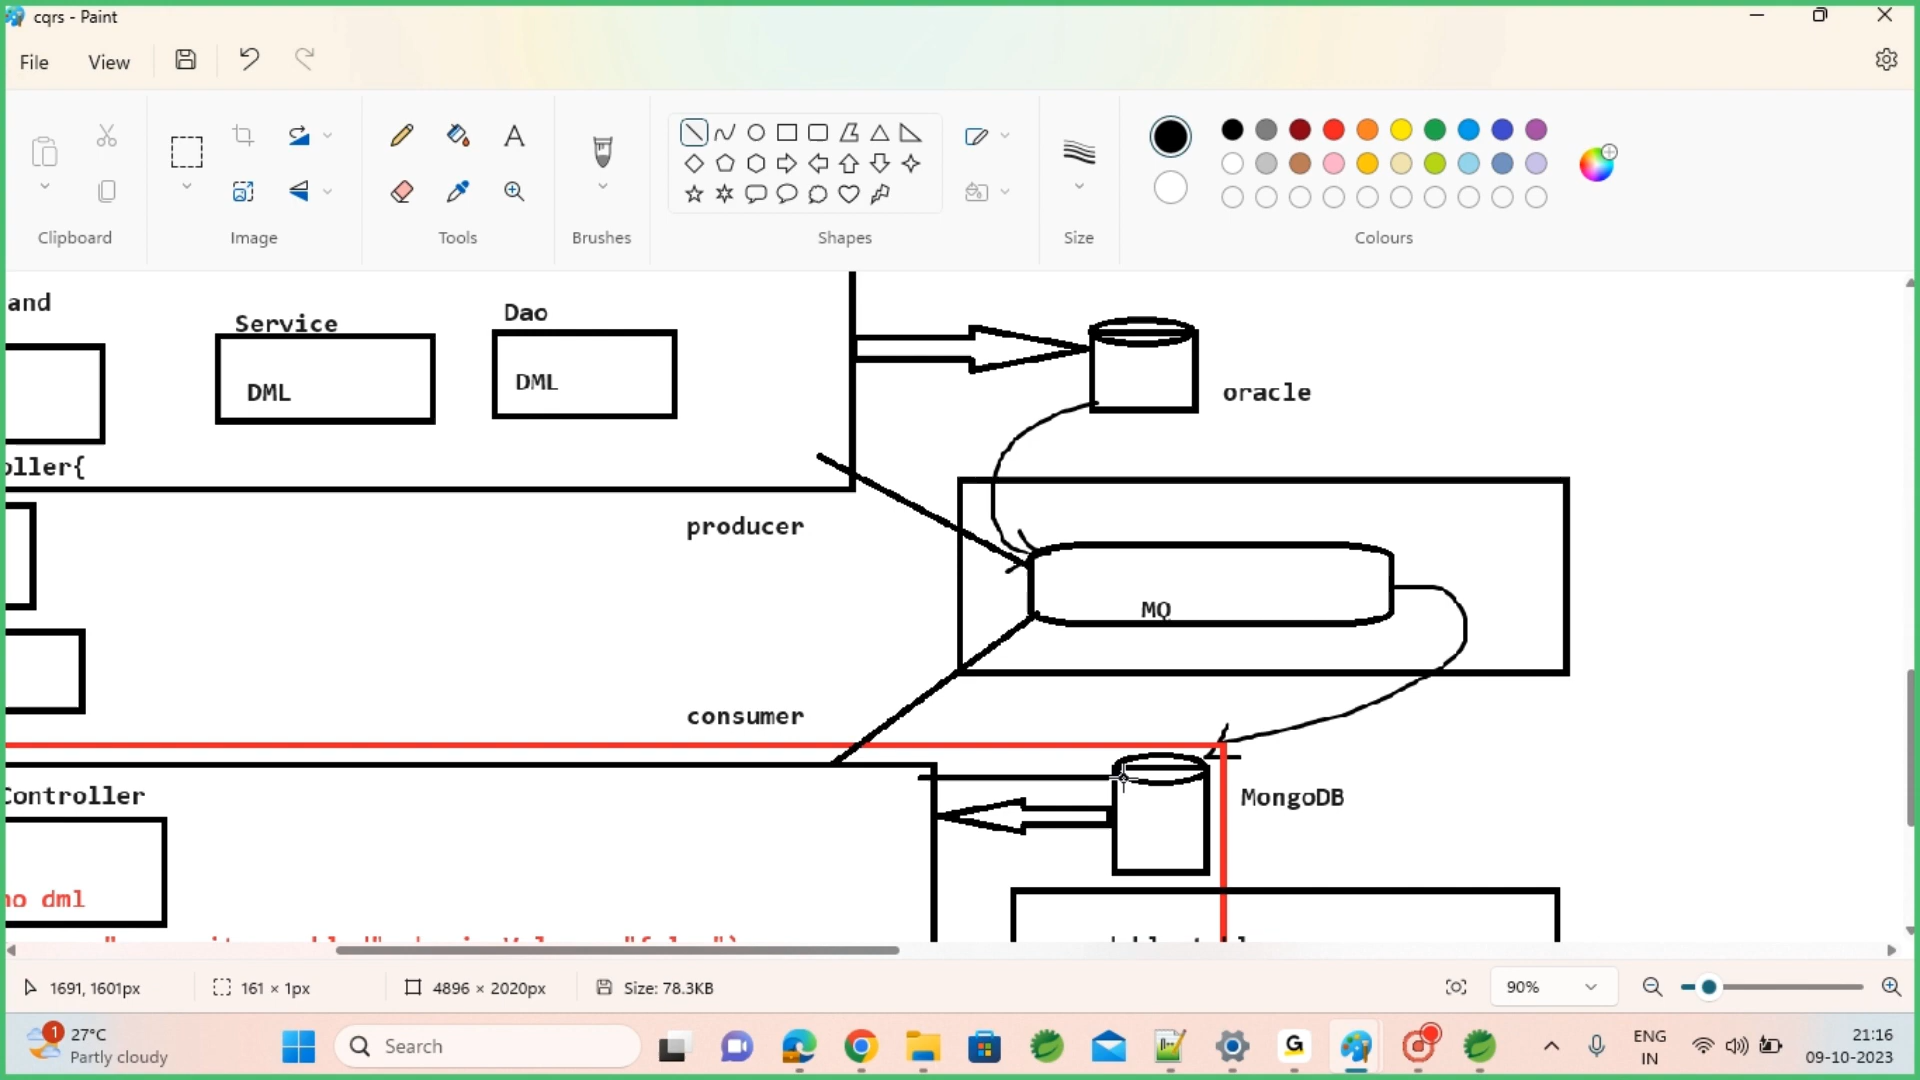 cqrs - Paint
File
View
Clipboard
Image
Tools
Brushes
Shapes
Size
Colours
and
Service
Dao
DML
DML
oracle
oller{
producer
MQ
consumer
Controller
MongoDB
no dml
1691, 1601px
161 × 1px
4896 × 2020px
Size: 78.3KB
90%
1
27°C
Partly cloudy
Search
G
ENG
IN
21:16
09-10-2023